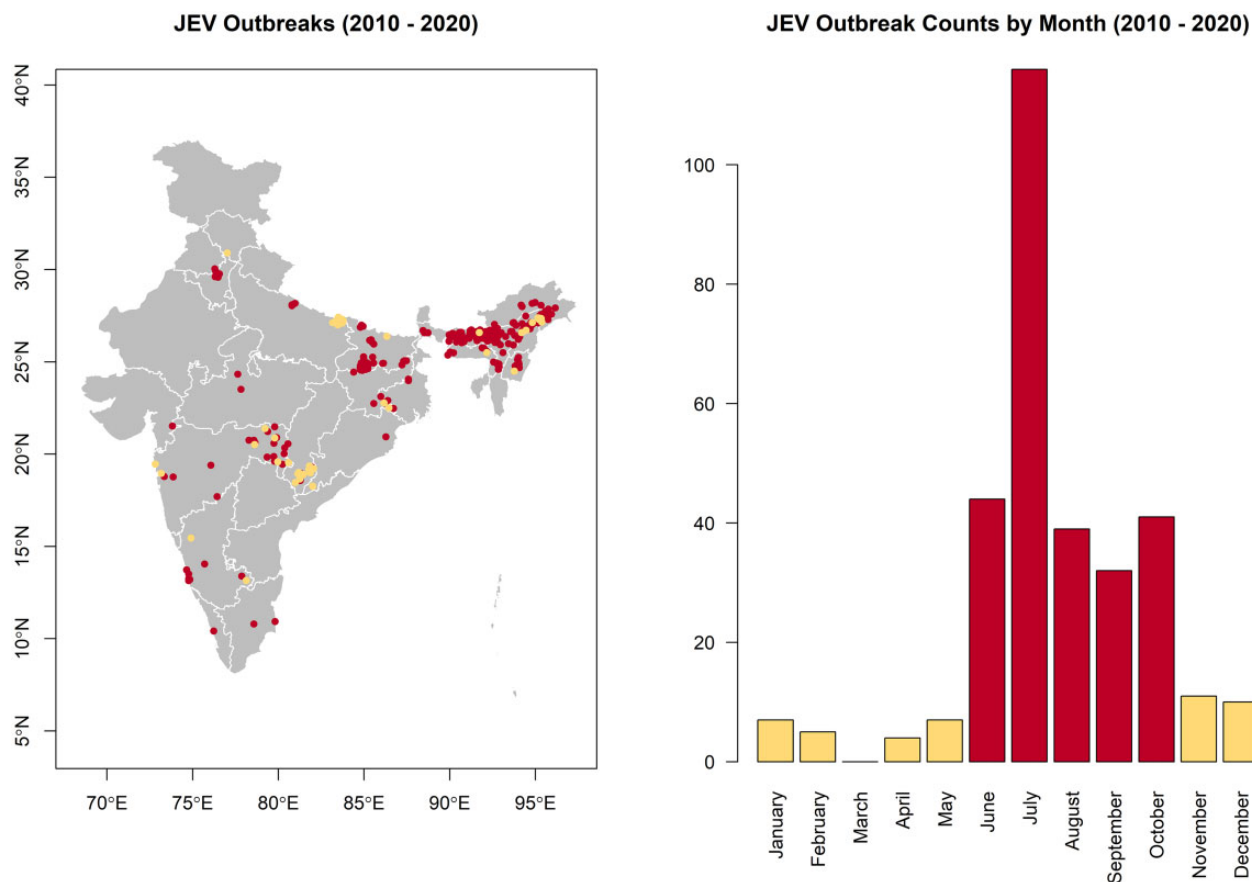 JEV Outbreaks (2010 - 2020)
40°N
35°N
30°N
25°N
20°N
15°N
10°N
5°N
70°E 75°E 80°E 85°E 90°E 95°E
JEV Outbreak Counts by Month (2010 - 2020)
100
80
60
40
20
0
January
February
March
April
May
June
July
August
September
October
November
December